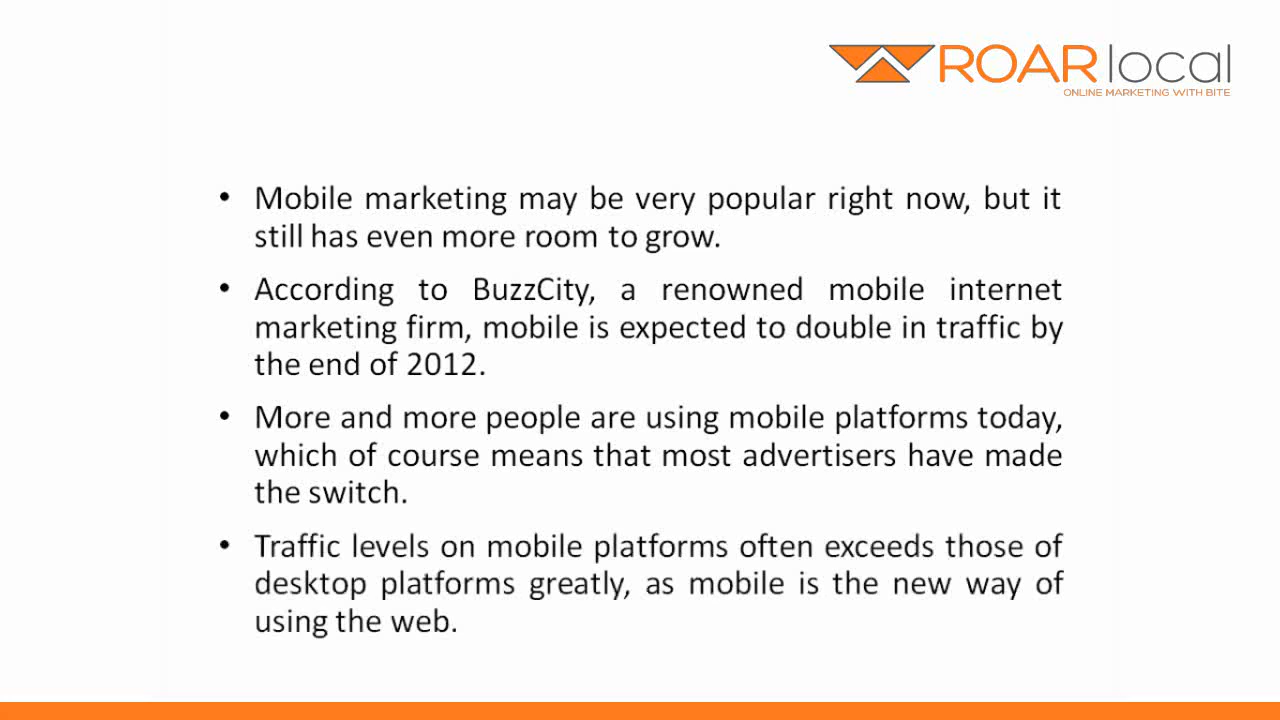 ROAR local
ONLINE MARKETING WITH BITE
• Mobile marketing may be very popular right now, but it
still has even more room to grow.
• According to BuzzCity, a renowned mobile internet
marketing firm, mobile is expected to double in traffic by
the end of 2012.
• More and more people are using mobile platforms today,
which of course means that most advertisers have made
the switch.
• Traffic levels on mobile platforms often exceeds those of
desktop platforms greatly, as mobile is the new way of
using the web.